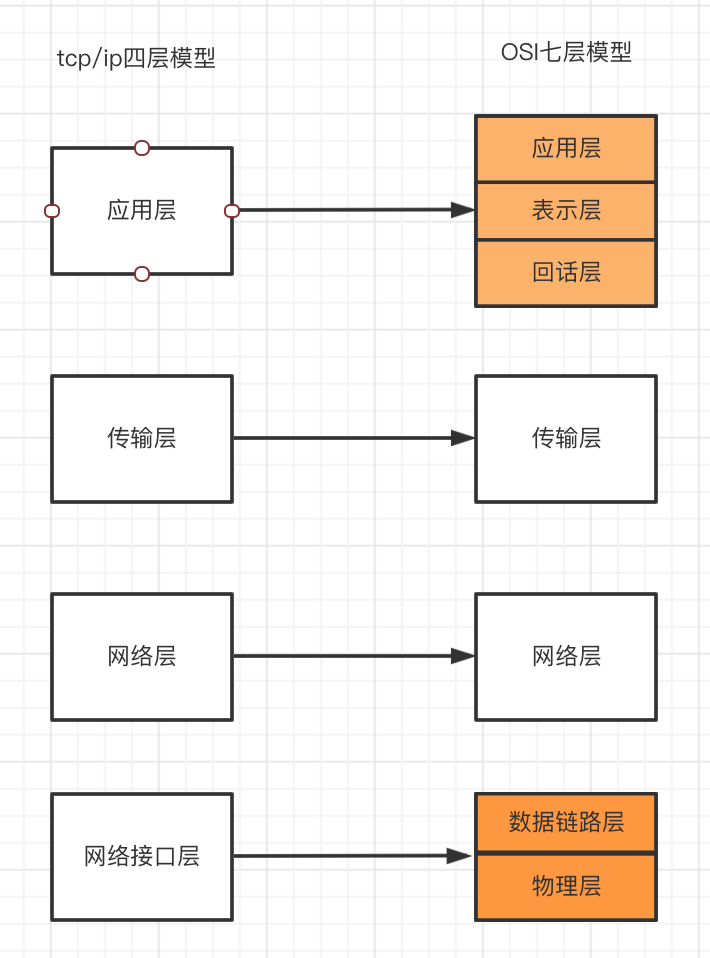 tcp/ip四层模型
OSI七层模型
应用层
应用层
表示层
回话层
传输层
传输层
网络层
网络层
网络接口层
数据链路层
物理层